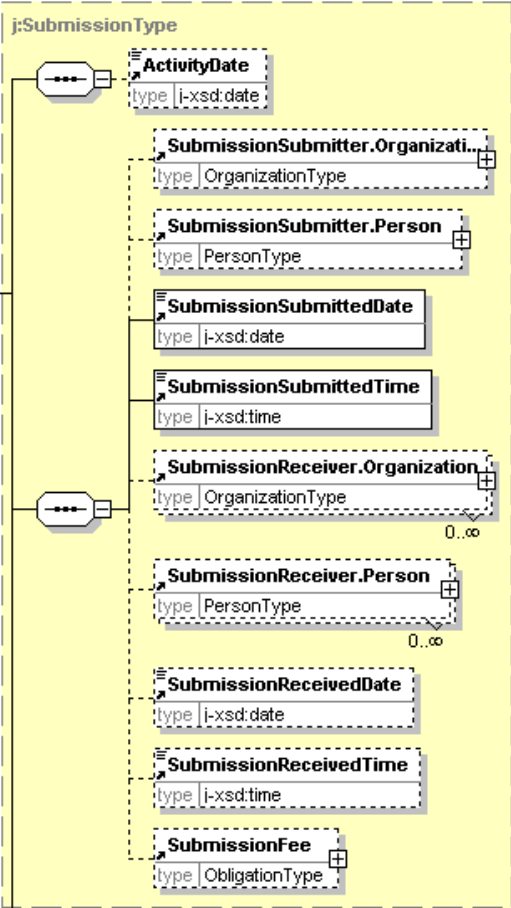 j:SubmissionType
ActivityDate
type j-xsd:date
SubmissionSubmitter.Organizati...
type OrganizationType
SubmissionSubmitter.Person
type PersonType
SubmissionSubmittedDate
type j-xsd:date
SubmissionSubmittedTime
type j-xsd:time
SubmissionReceiver.Organization
type OrganizationType
0..∞
SubmissionReceiver.Person
type PersonType
0..∞
SubmissionReceivedDate
type j-xsd:date
SubmissionReceivedTime
type j-xsd:time
SubmissionFee
type ObligationType